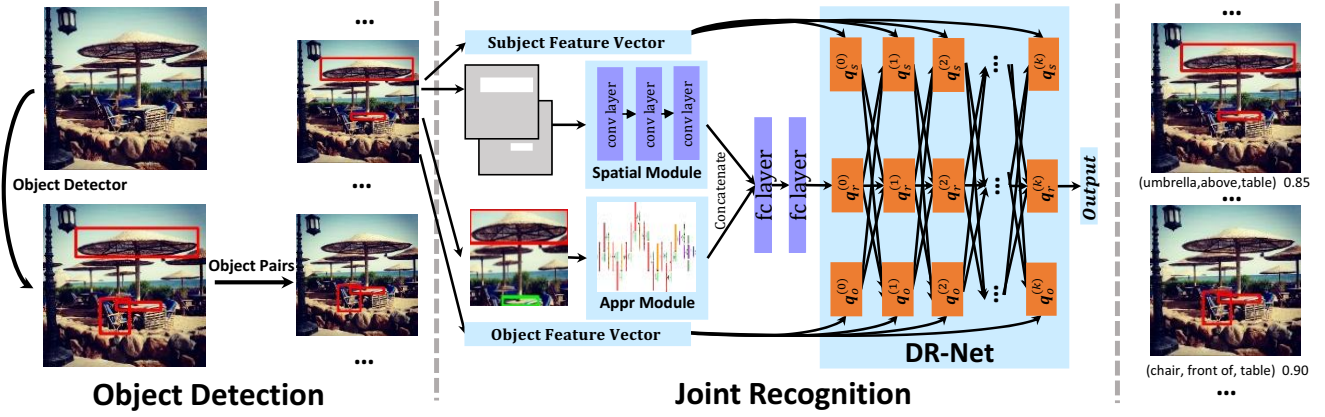 ...
Object Detector
Object Pairs
...
...
...
Object Detection
Subject Feature Vector
conv layer
conv layer
conv layer
Spatial Module
Appr Module
Object Feature Vector
Concatenate
fc layer
fc layer
q_s^(0) q_s^(1) q_s^(2) ... q_s^(k)
q_r^(0) q_r^(1) q_r^(2) ... q_r^(k)
q_o^(0) q_o^(1) q_o^(2) ... q_o^(k)
DR-Net
Output
Joint Recognition
...
(umbrella,above,table) 0.85
...
(chair, front of, table) 0.90
...